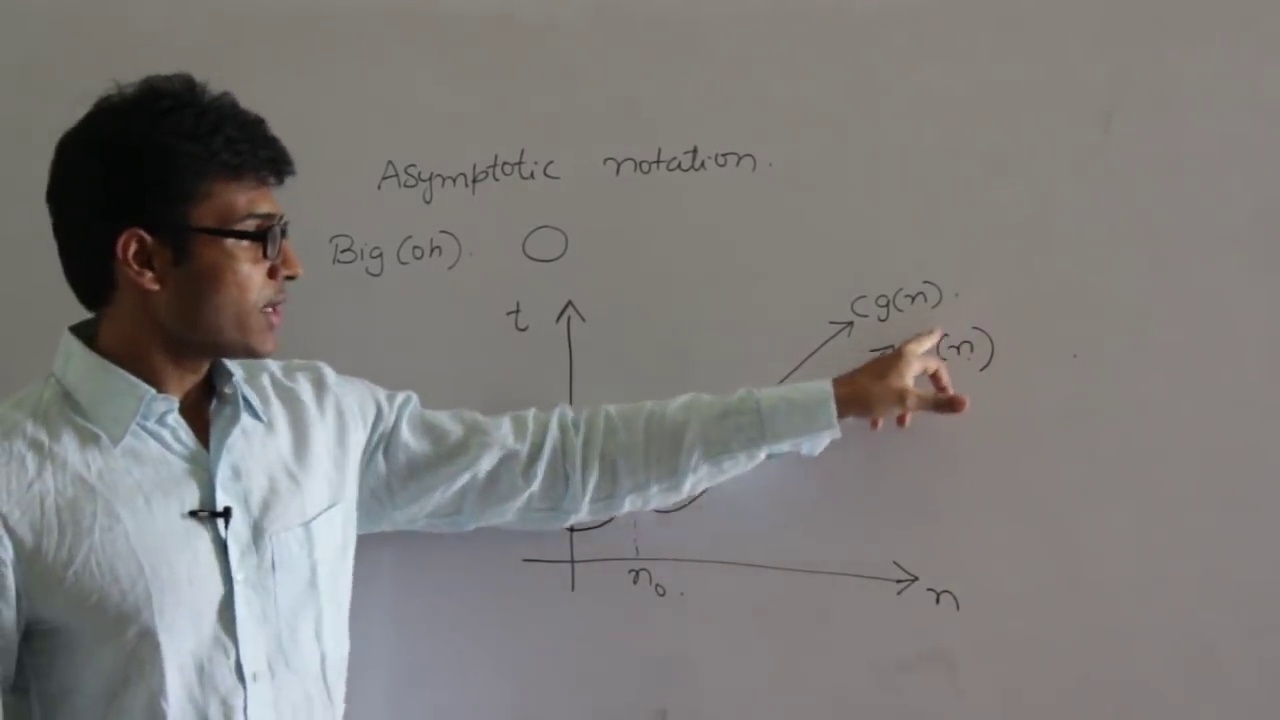 Asymptotic notation.
Big (oh). O
t
cg(n).
(n)
n₀.
n